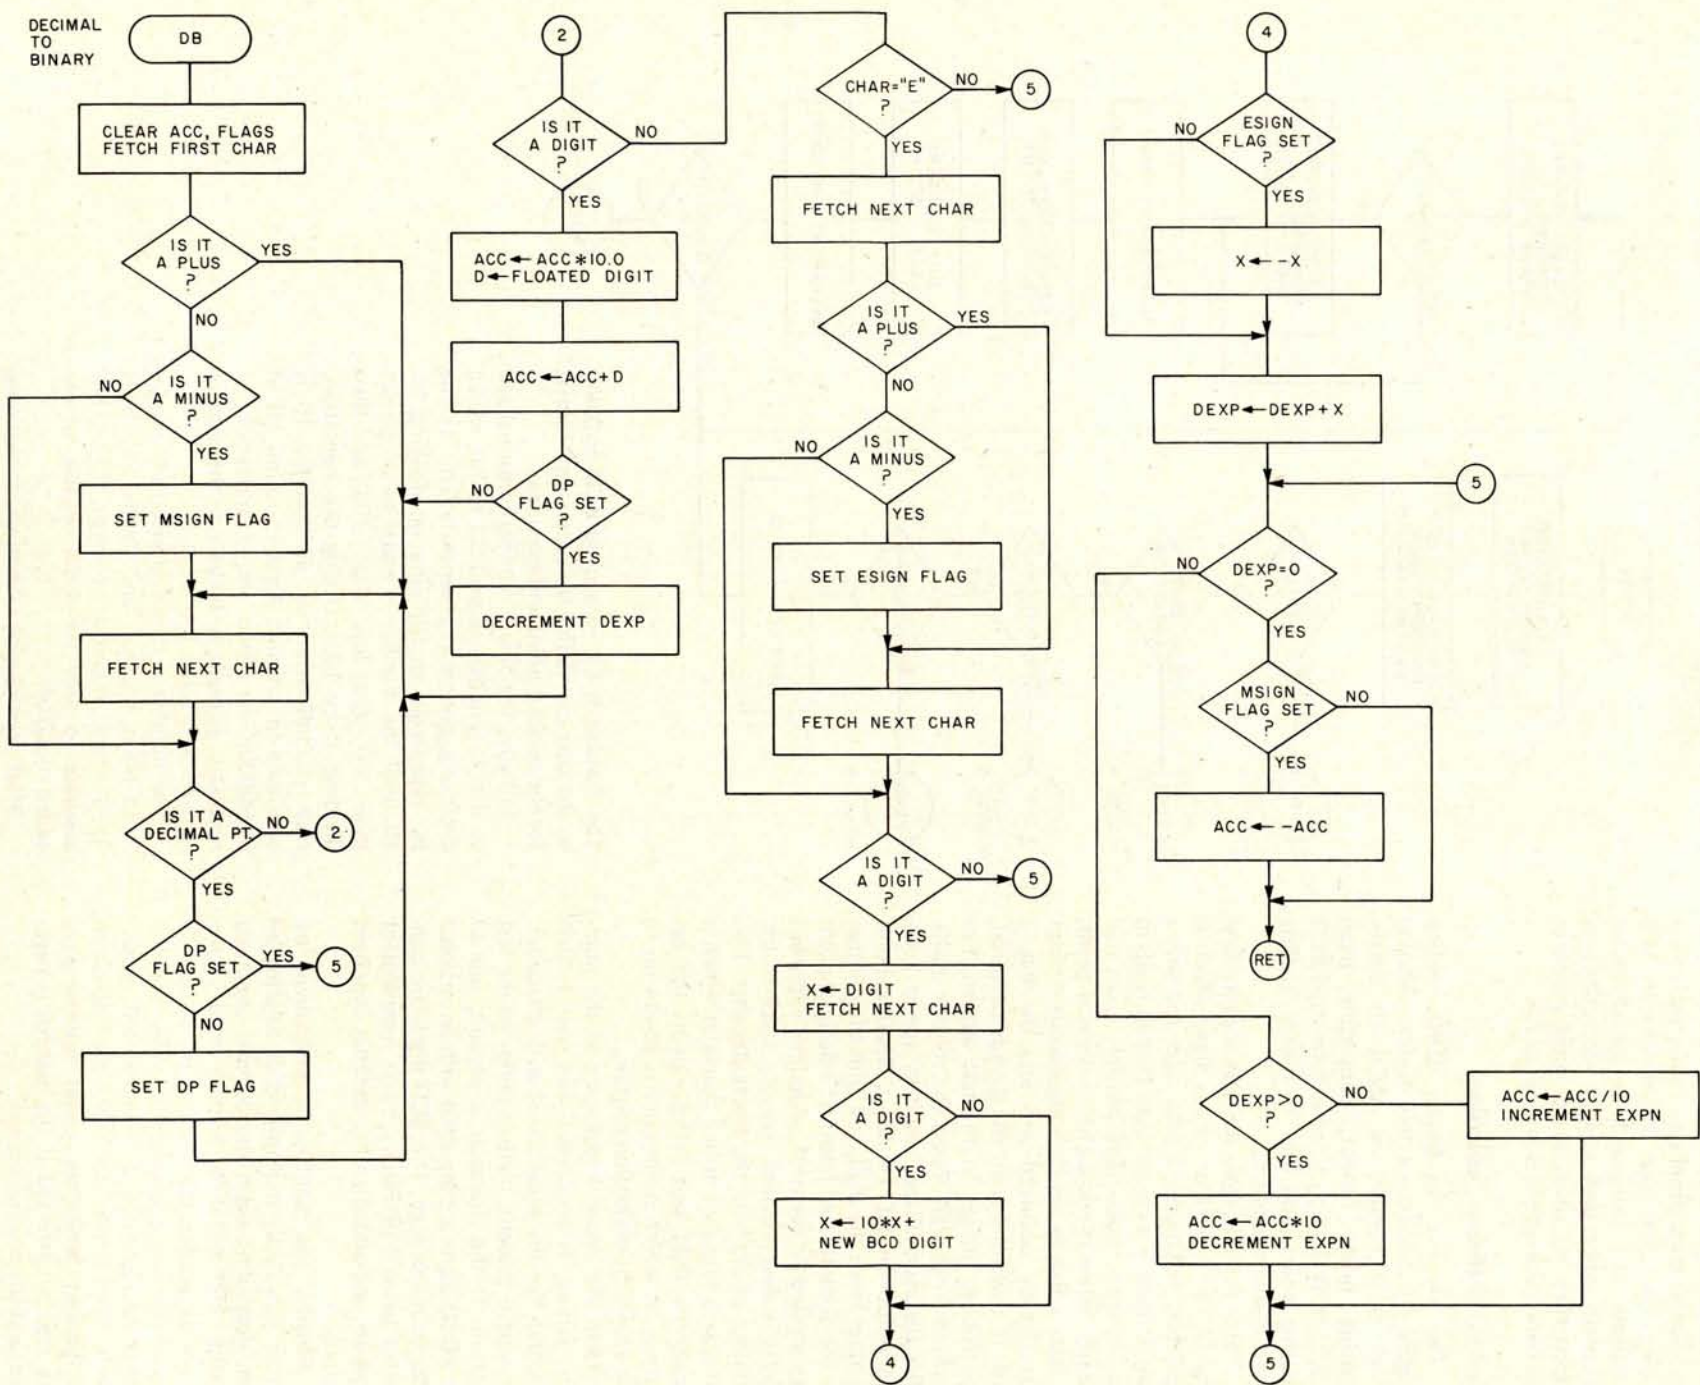 DECIMAL
TO
BINARY
DB
CLEAR ACC, FLAGS
FETCH FIRST CHAR
IS IT
A PLUS
?
YES
NO
IS IT
A MINUS
?
NO
YES
SET MSIGN FLAG
FETCH NEXT CHAR
IS IT A
DECIMAL PT.
?
NO
2
YES
DP
FLAG SET
?
YES
5
NO
SET DP FLAG
2
IS IT
A DIGIT
?
NO
YES
ACC←ACC*10.0
D←FLOATED DIGIT
ACC←ACC+D
DP
FLAG SET
?
NO
YES
DECREMENT DEXP
CHAR="E"
?
NO
5
YES
FETCH NEXT CHAR
IS IT
A PLUS
?
YES
NO
IS IT
A MINUS
?
NO
YES
SET ESIGN FLAG
FETCH NEXT CHAR
IS IT
A DIGIT
?
NO
5
YES
X←DIGIT
FETCH NEXT CHAR
IS IT
A DIGIT
?
NO
YES
X←10*X+
NEW BCD DIGIT
4
4
ESIGN
FLAG SET
?
NO
YES
X←-X
DEXP←DEXP+X
5
DEXP=0
?
NO
YES
MSIGN
FLAG SET
?
NO
YES
ACC←-ACC
RET
DEXP>0
?
NO
ACC←ACC/10
INCREMENT EXPN
YES
ACC←ACC*10
DECREMENT EXPN
5